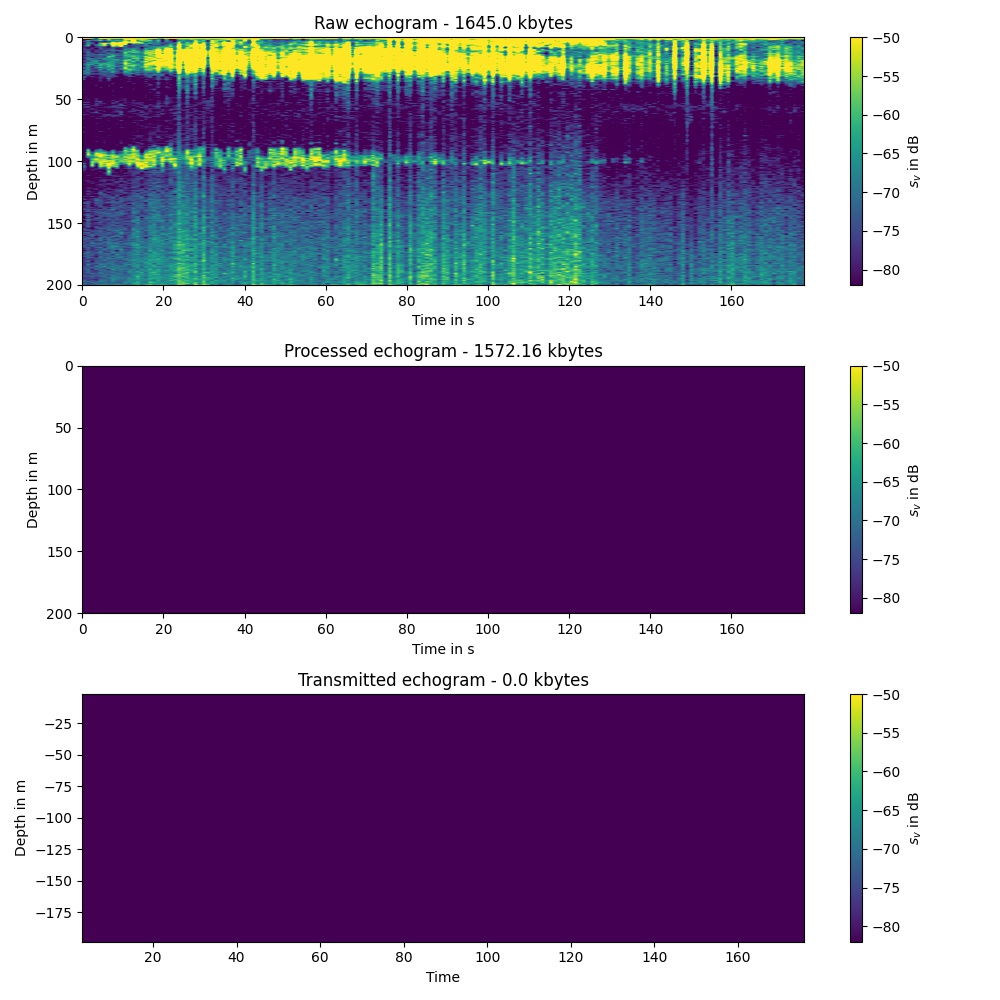 Raw echogram - 1645.0 kbytes
0
50
100
150
200
Depth in m
0 20 40 60 80 100 120 140 160
Time in s
−50
−55
−60
−65
−70
−75
−80
sv in dB
Processed echogram - 1572.16 kbytes
0
50
100
150
200
Depth in m
0 20 40 60 80 100 120 140 160
Time in s
−50
−55
−60
−65
−70
−75
−80
sv in dB
Transmitted echogram - 0.0 kbytes
−25
−50
−75
−100
−125
−150
−175
Depth in m
20 40 60 80 100 120 140 160
Time
−50
−55
−60
−65
−70
−75
−80
sv in dB